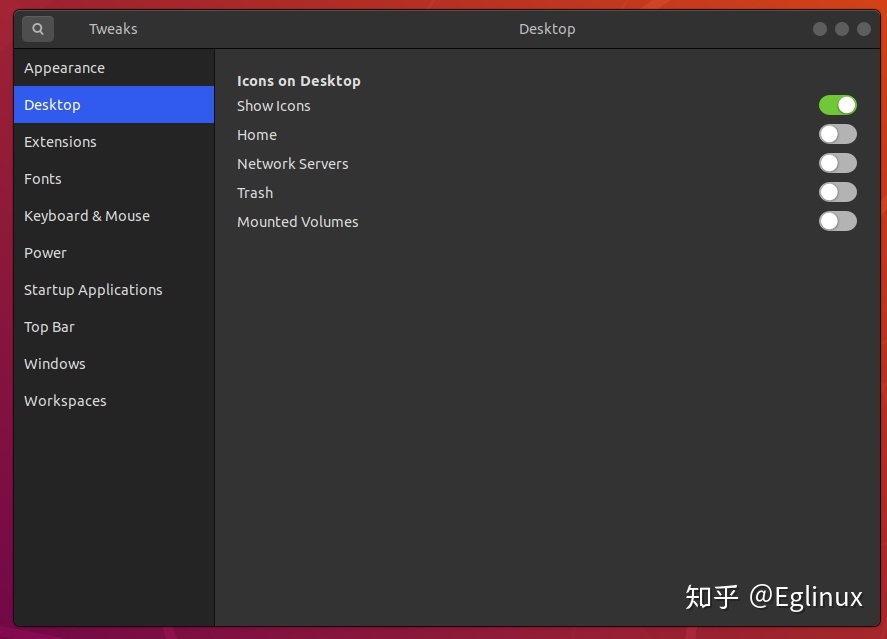 Tweaks
Desktop
Appearance
Desktop
Extensions
Fonts
Keyboard & Mouse
Power
Startup Applications
Top Bar
Windows
Workspaces
Icons on Desktop
Show Icons
Home
Network Servers
Trash
Mounted Volumes
知乎 @Eglinux